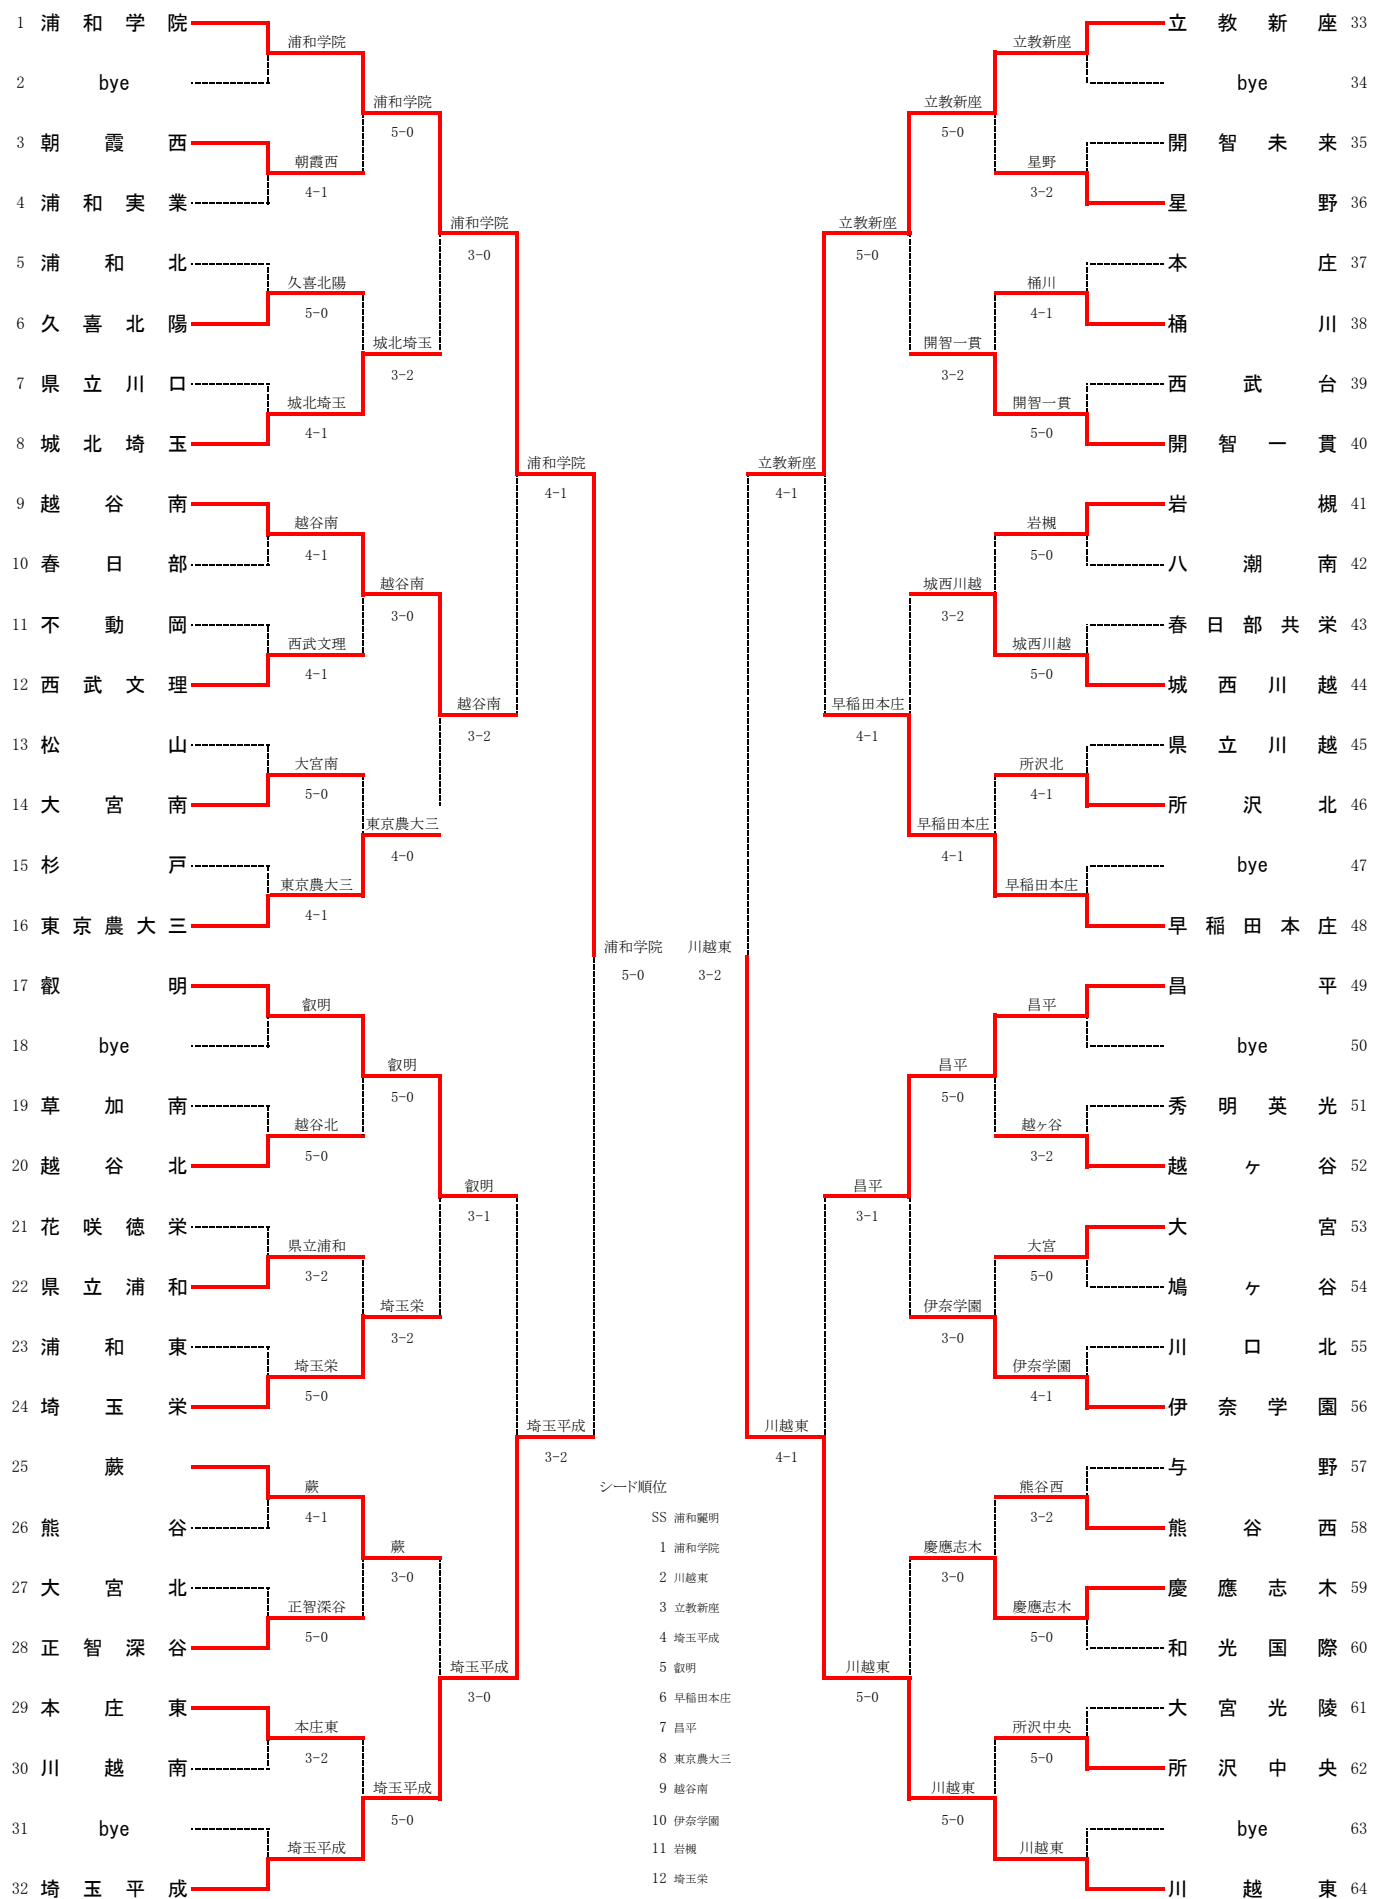 1 浦和学院
浦和学院
2 bye
浦和学院
5-0
3 朝霞西
朝霞西
4-1
4 浦和実業
浦和学院
3-0
5 浦和北
久喜北陽
5-0
6 久喜北陽
城北埼玉
3-2
7 県立川口
城北埼玉
4-1
8 城北埼玉
浦和学院
4-1
9 越谷南
越谷南
4-1
10 春日部
越谷南
3-0
11 不動岡
西武文理
4-1
12 西武文理
越谷南
3-2
13 松山
大宮南
5-0
14 大宮南
東京農大三
4-0
15 杉戸
東京農大三
4-1
16 東京農大三
浦和学院
5-0
17 叡明
叡明
18 bye
叡明
5-0
19 草加南
越谷北
5-0
20 越谷北
叡明
3-1
21 花咲徳栄
県立浦和
3-2
22 県立浦和
埼玉栄
3-2
23 浦和東
埼玉栄
5-0
24 埼玉栄
埼玉平成
3-2
25 蕨
蕨
4-1
26 熊谷
蕨
3-0
27 大宮北
正智深谷
5-0
28 正智深谷
埼玉平成
3-0
29 本庄東
本庄東
3-2
30 川越南
埼玉平成
5-0
31 bye
埼玉平成
32 埼玉平成
川越東
3-2
シード順位
SS 浦和麗明
1 浦和学院
2 川越東
3 立教新座
4 埼玉平成
5 叡明
6 早稲田本庄
7 昌平
8 東京農大三
9 越谷南
10 伊奈学園
11 岩槻
12 埼玉栄
立教新座 33
立教新座
bye 34
立教新座
5-0
開智未来 35
星野
3-2
星野 36
立教新座
5-0
本庄 37
桶川
4-1
桶川 38
開智一貫
3-2
西武台 39
開智一貫
5-0
開智一貫 40
立教新座
4-1
岩槻 41
岩槻
5-0
八潮南 42
城西川越
3-2
春日部共栄 43
城西川越
5-0
城西川越 44
早稲田本庄
4-1
県立川越 45
所沢北
4-1
所沢北 46
早稲田本庄
4-1
bye 47
早稲田本庄
早稲田本庄 48
昌平 49
昌平
bye 50
昌平
5-0
秀明英光 51
越ヶ谷
3-2
越ヶ谷 52
昌平
3-1
大宮 53
大宮
5-0
鳩ヶ谷 54
伊奈学園
3-0
川口北 55
伊奈学園
4-1
伊奈学園 56
川越東
4-1
与野 57
熊谷西
3-2
熊谷西 58
慶應志木
3-0
慶應志木 59
慶應志木
5-0
和光国際 60
川越東
5-0
大宮光陵 61
所沢中央
5-0
所沢中央 62
川越東
5-0
bye 63
川越東
川越東 64